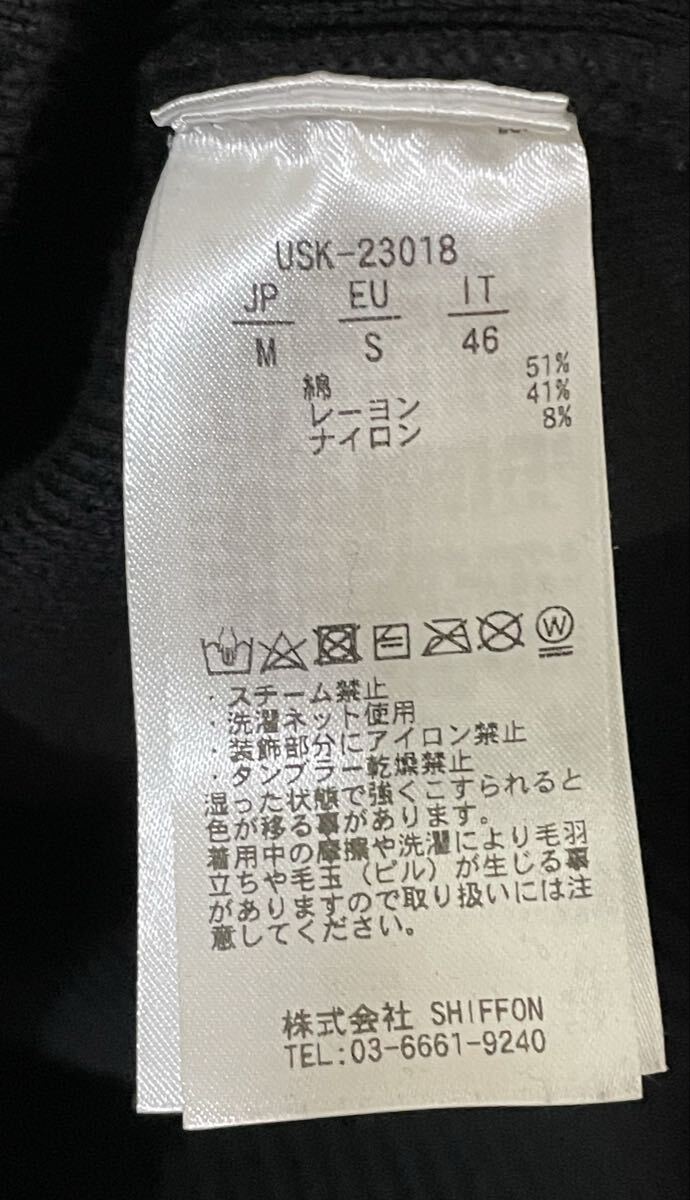 USK-23018
JP EU IT
M S 46
綿 51%
レーヨン 41%
ナイロン 8%
W
・スチーム禁止
・洗濯ネット使用
・装飾部分にアイロン禁止
・タンブラー乾燥禁止
湿った状態で強くこすられると
色が移る事があります。
着用中の摩擦や洗濯により毛羽
立ちや毛玉(ピル)が生じる事
がありますので取り扱いには注
意してください。
株式会社 SHIFFON
TEL:03-6661-9240